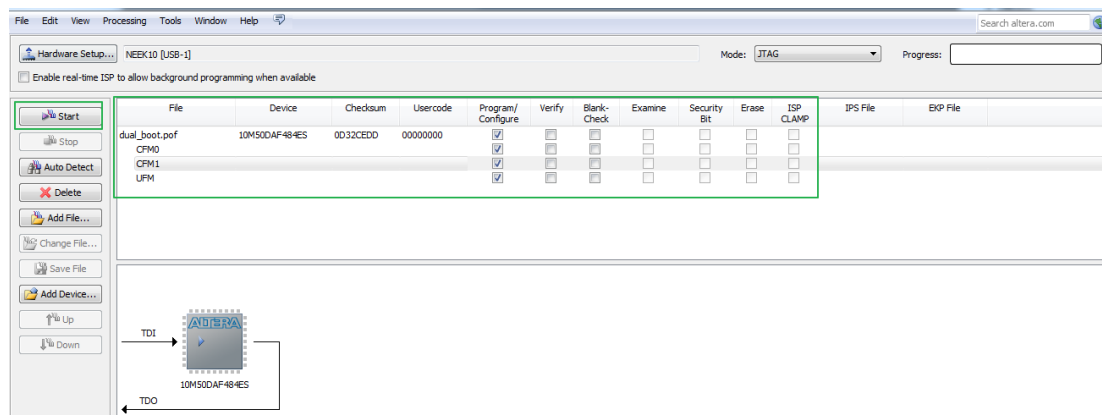 File Edit View Processing Tools Window Help
Search altera.com
Hardware Setup... NEEK10 [USB-1] Mode: JTAG Progress:
Enable real-time ISP to allow background programming when available
Start
Stop
Auto Detect
Delete
Add File...
Change File...
Save File
Add Device...
Up
Down
File Device Checksum Usercode Program/ Verify Blank- Examine Security Erase ISP IPS File EKP File
Configure Check Bit CLAMP
dual_boot.pof 10M50DAF484ES 0D32CEDD 00000000
CFM0
CFM1
UFM
TDI
ALTERA
10M50DAF484ES
TDO